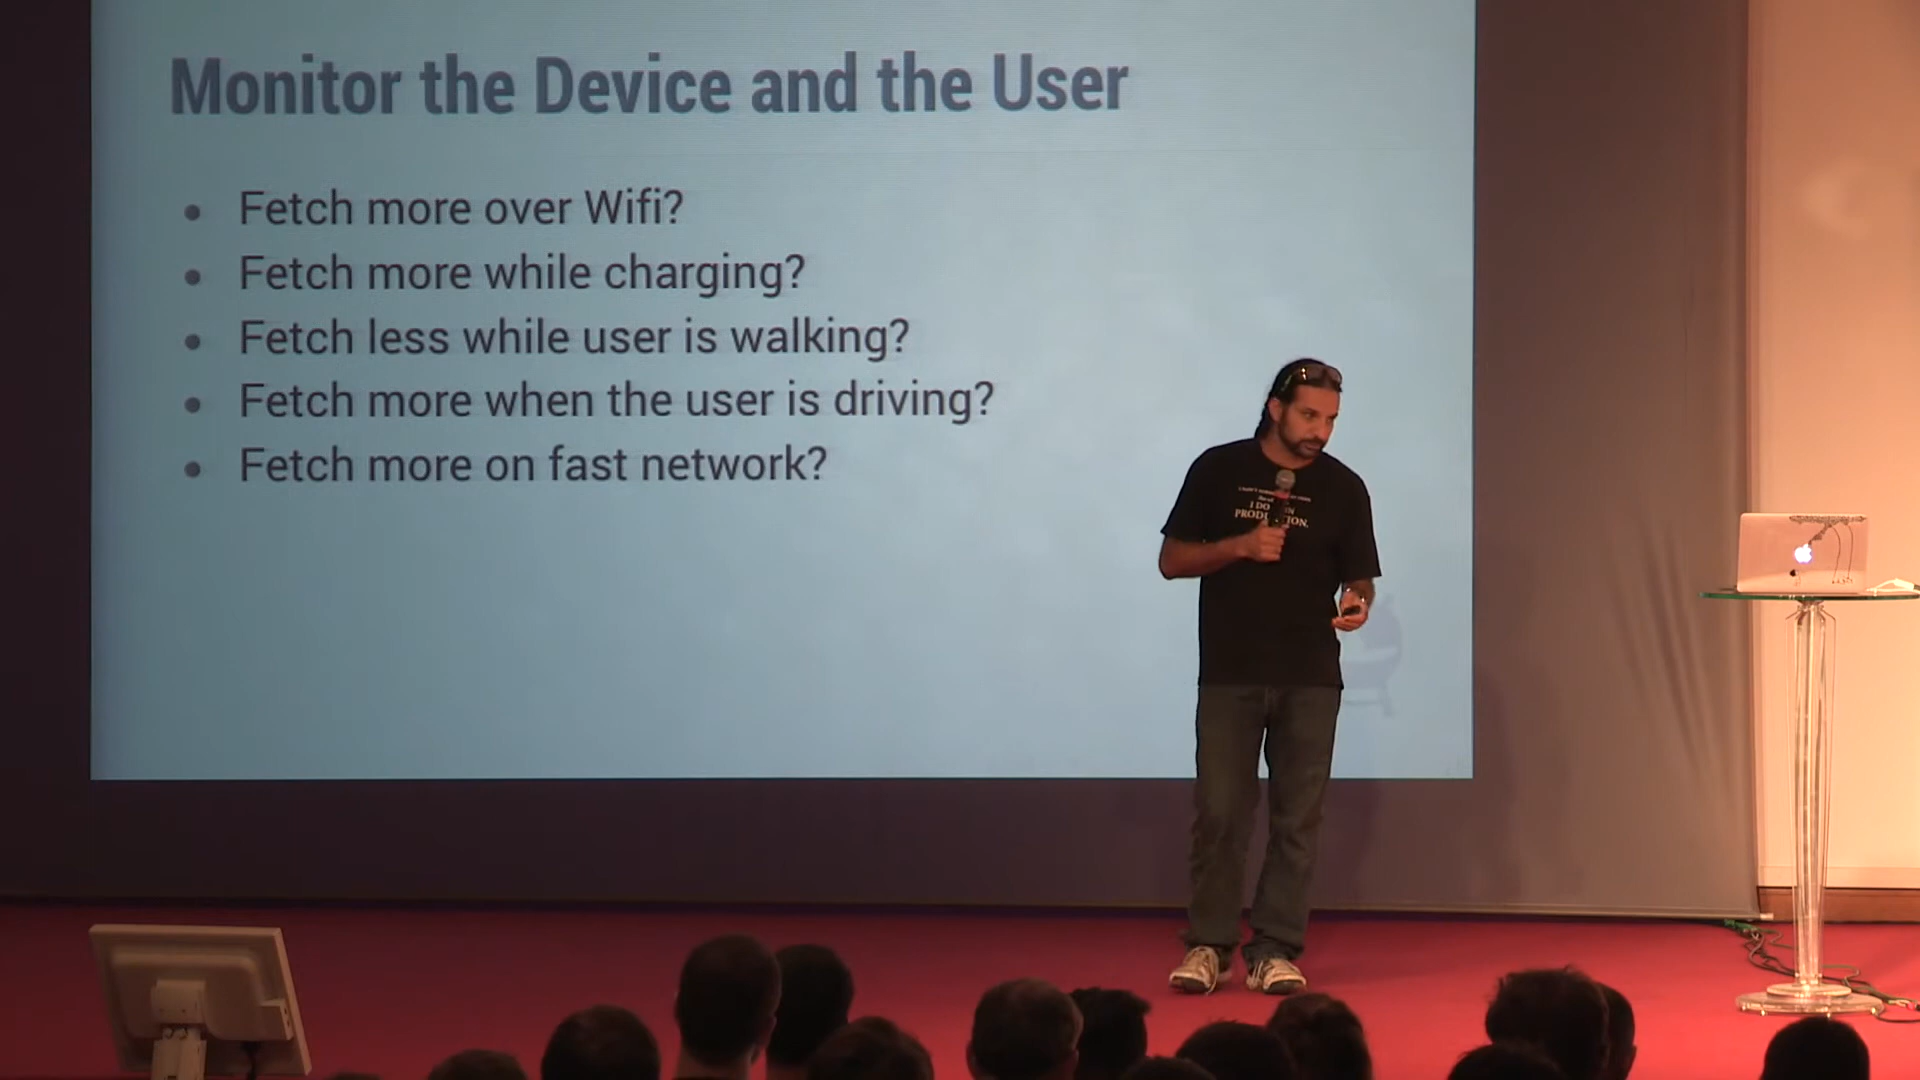 Monitor the Device and the User
Fetch more over Wifi?
Fetch more while charging?
Fetch less while user is walking?
Fetch more when the user is driving?
Fetch more on fast network?
I DO